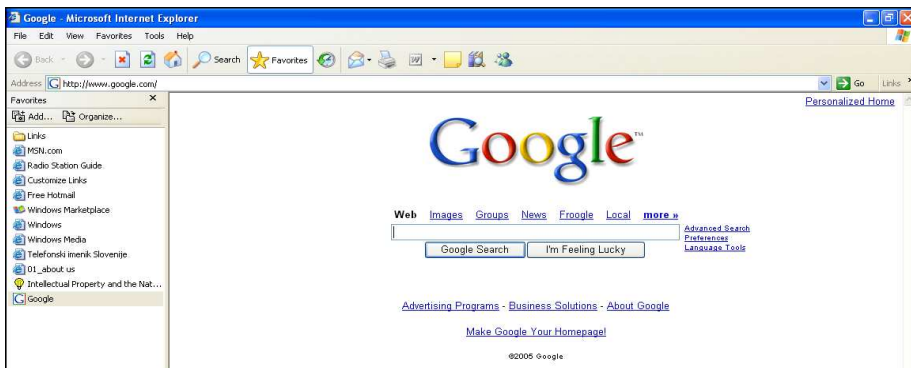 Google - Microsoft Internet Explorer
File Edit View Favorites Tools Help
Back Search Favorites
Address http://www.google.com/ Go Links
Favorites
Add... Organize...
Links
MSN.com
Radio Station Guide
Customize Links
Free Hotmail
Windows Marketplace
Windows
Windows Media
Telefonski imenik Slovenije
01_about us
Intellectual Property and the Nat...
Google
Personalized Home
Google™
Web Images Groups News Froogle Local more »
Advanced Search
Preferences
Language Tools
Google Search I'm Feeling Lucky
Advertising Programs - Business Solutions - About Google
Make Google Your Homepage!
©2005 Google